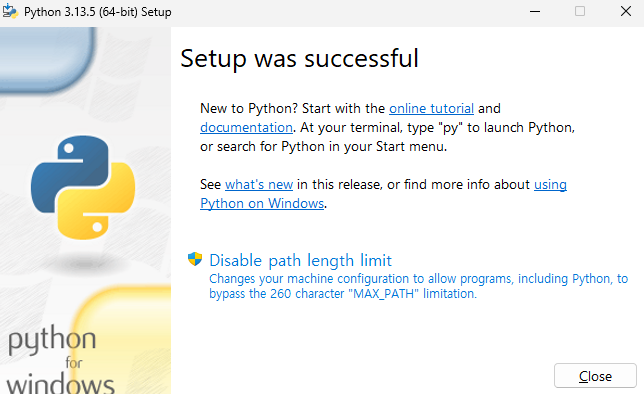 Python 3.13.5 (64-bit) Setup
Setup was successful
New to Python? Start with the online tutorial and
documentation. At your terminal, type "py" to launch Python,
or search for Python in your Start menu.
See what's new in this release, or find more info about using
Python on Windows.
Disable path length limit
Changes your machine configuration to allow programs, including Python, to
bypass the 260 character "MAX_PATH" limitation.
python
for
windows
Close